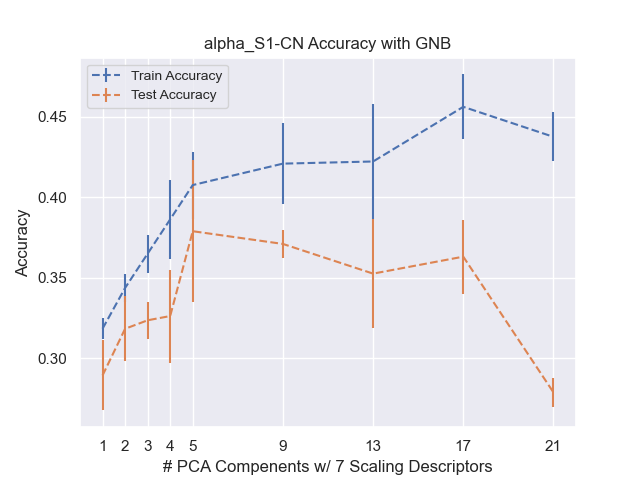 alpha_S1-CN Accuracy with GNB
Train Accuracy
Test Accuracy
0.45
0.40
0.35
0.30
Accuracy
1 2 3 4 5 9 13 17 21
# PCA Compenents w/ 7 Scaling Descriptors